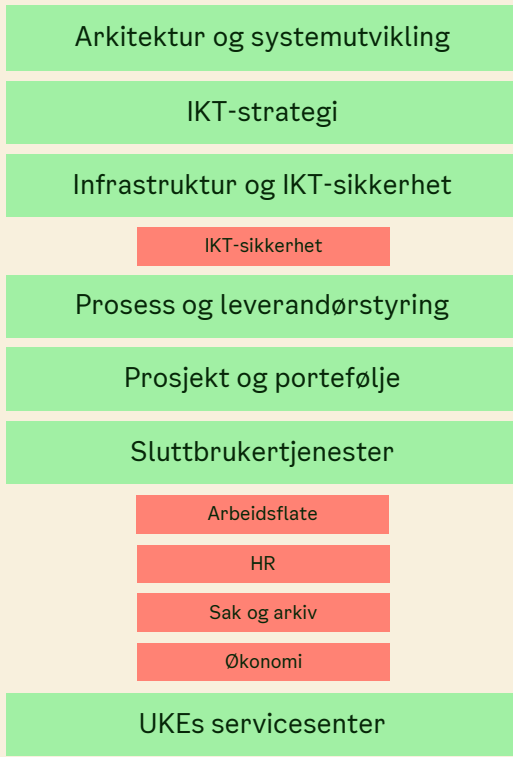 Arkitektur og systemutvikling
IKT-strategi
Infrastruktur og IKT-sikkerhet
IKT-sikkerhet
Prosess og leverandørstyring
Prosjekt og portefølje
Sluttbrukertjenester
Arbeidsflate
HR
Sak og arkiv
Økonomi
UKEs servicesenter